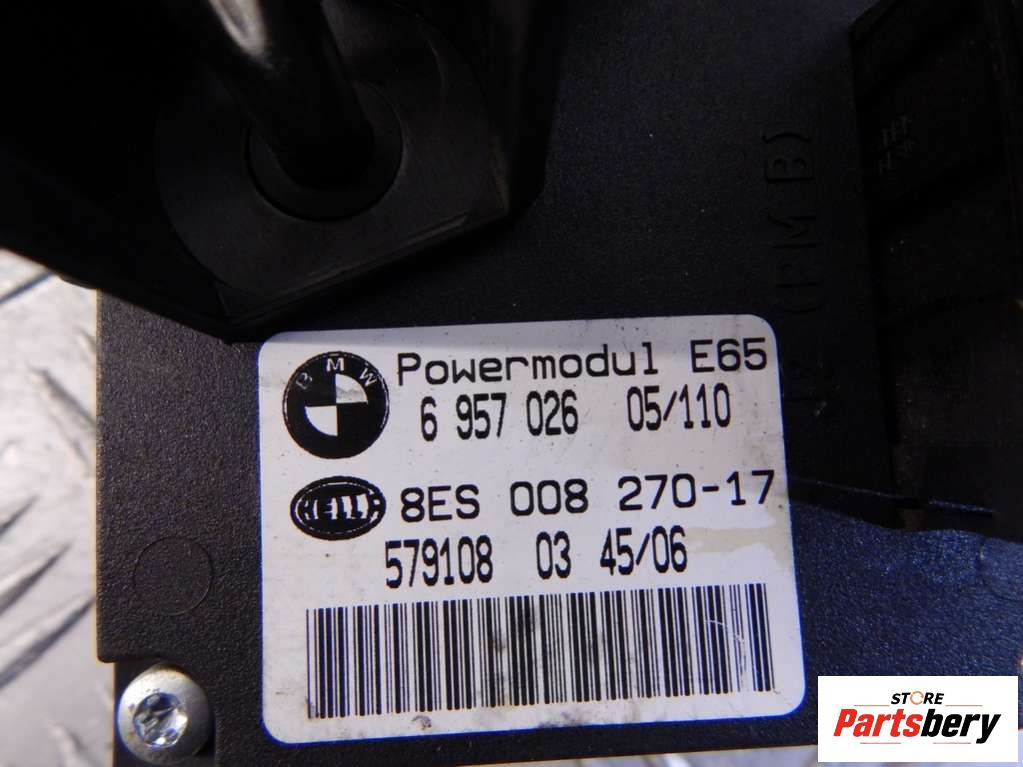 (PM B)
BMW
Powermodul E65
6 957 026 05/110
HELLA
8ES 008 270-17
579108 03 45/06
STORE
Partsbery